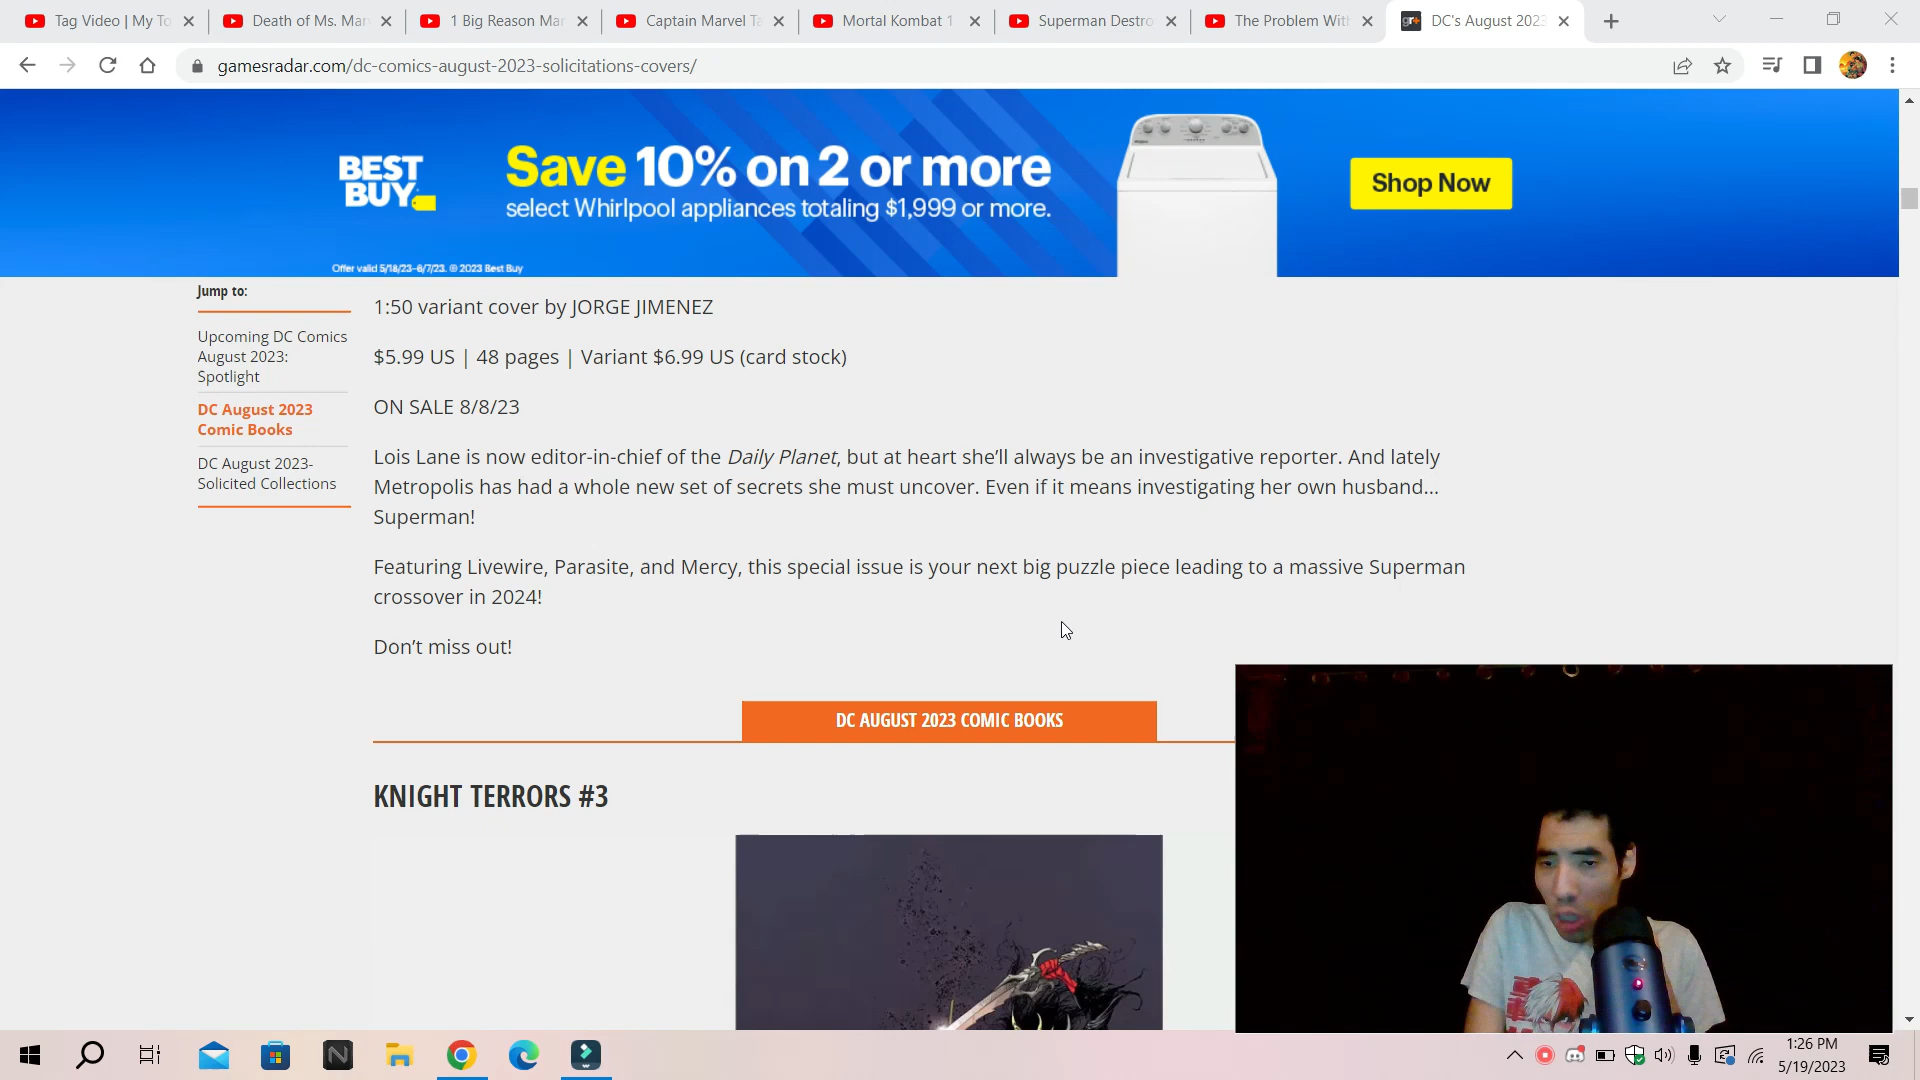 Tag Video | My To
Death of Ms. Mar
1 Big Reason Mar
Captain Marvel Ta
Mortal Kombat 1
Superman Destro
The Problem With
DC's August 2023
gamesradar.com/dc-comics-august-2023-solicitations-covers/
BEST
BUY
Save 10% on 2 or more
select Whirlpool appliances totaling $1,999 or more.
Shop Now
Offer valid 5/18/23–6/7/23. © 2023 Best Buy
Jump to:
Upcoming DC Comics
August 2023:
Spotlight
DC August 2023
Comic Books
DC August 2023-
Solicited Collections
1:50 variant cover by JORGE JIMENEZ
$5.99 US | 48 pages | Variant $6.99 US (card stock)
ON SALE 8/8/23
Lois Lane is now editor-in-chief of the Daily Planet, but at heart she’ll always be an investigative reporter. And lately
Metropolis has had a whole new set of secrets she must uncover. Even if it means investigating her own husband...
Superman!
Featuring Livewire, Parasite, and Mercy, this special issue is your next big puzzle piece leading to a massive Superman
crossover in 2024!
Don’t miss out!
DC AUGUST 2023 COMIC BOOKS
KNIGHT TERRORS #3
1:26 PM
5/19/2023